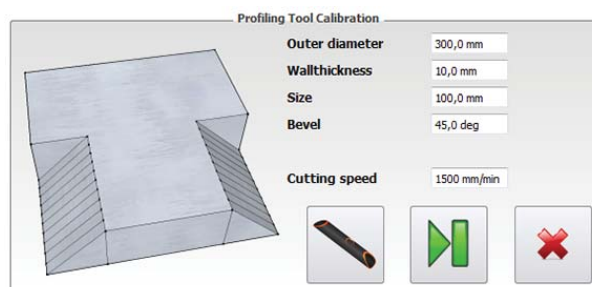 Profiling Tool Calibration
Outer diameter 300,0 mm
Wallthickness 10,0 mm
Size 100,0 mm
Bevel 45,0 deg
Cutting speed 1500 mm/min